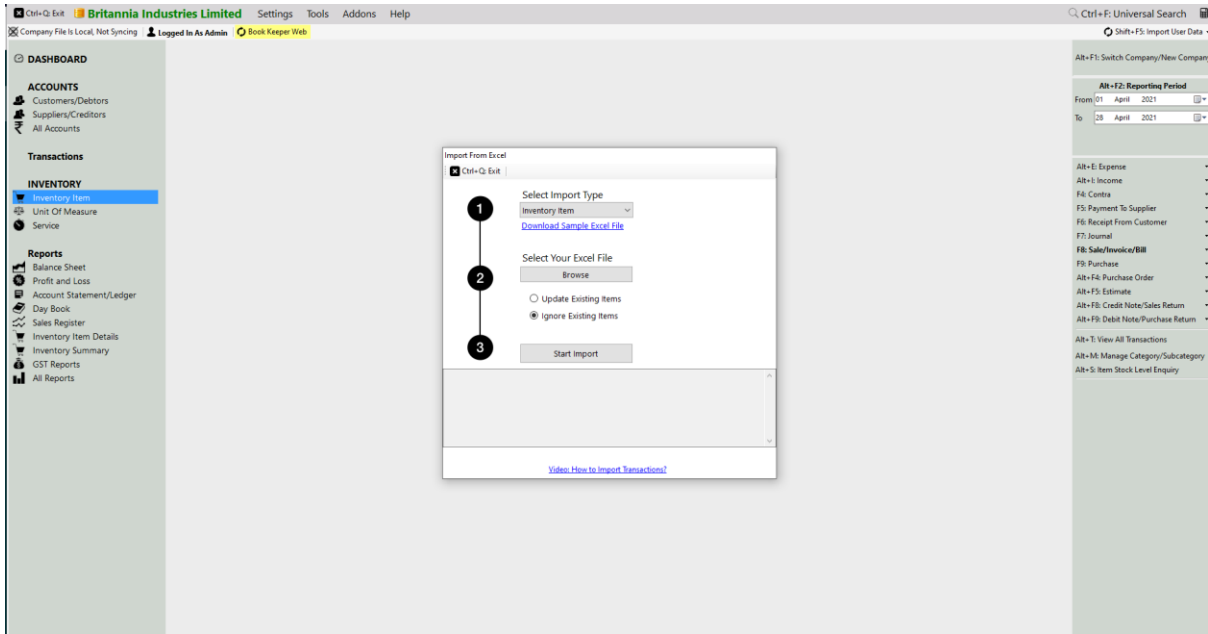 Ctrl+Q: Exit Britannia Industries Limited Settings Tools Addons Help Ctrl+F: Universal Search
Company File Is Local, Not Syncing Logged In As Admin Book Keeper Web Shift+F5: Import User Data
DASHBOARD
ACCOUNTS
Customers/Debtors
Suppliers/Creditors
All Accounts
Transactions
INVENTORY
Inventory Item
Unit Of Measure
Service
Reports
Balance Sheet
Profit and Loss
Account Statement/Ledger
Day Book
Sales Register
Inventory Item Details
Inventory Summary
GST Reports
All Reports
Import From Excel
Ctrl+Q: Exit
1
Select Import Type
Inventory Item
Download Sample Excel File
2
Select Your Excel File
Browse
Update Existing Items
Ignore Existing Items
3
Start Import
Video: How to Import Transactions?
Alt+F1: Switch Company/New Company
Alt+F2: Reporting Period
From 01 April 2021
To 28 April 2021
Alt+E: Expense
Alt+I: Income
F4: Contra
F5: Payment To Supplier
F6: Receipt From Customer
F7: Journal
F8: Sale/Invoice/Bill
F9: Purchase
Alt+F4: Purchase Order
Alt+F5: Estimate
Alt+F8: Credit Note/Sales Return
Alt+F9: Debit Note/Purchase Return
Alt+T: View All Transactions
Alt+M: Manage Category/Subcategory
Alt+S: Item Stock Level Enquiry